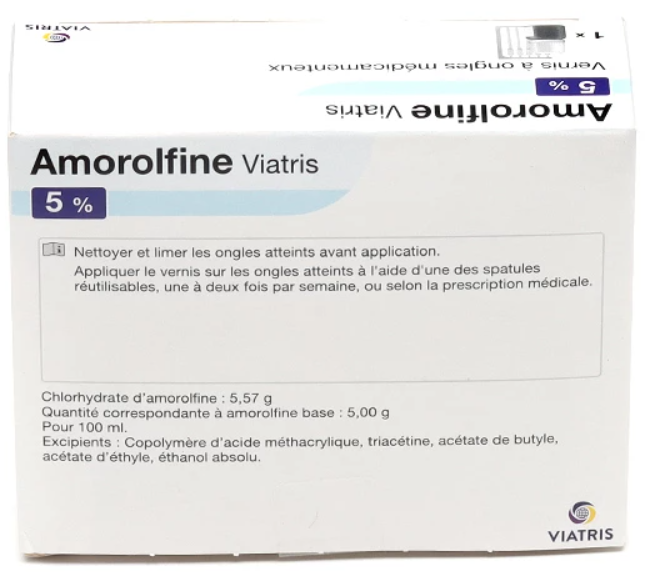 VIATRIS
1 x
Vernis à ongles médicamenteux
5 %
Amorolfine Viatris
Amorolfine Viatris
5 %
Nettoyer et limer les ongles atteints avant application.
Appliquer le vernis sur les ongles atteints à l'aide d'une des spatules
réutilisables, une à deux fois par semaine, ou selon la prescription médicale.
Chlorhydrate d'amorolfine : 5,57 g
Quantité correspondante à amorolfine base : 5,00 g
Pour 100 ml.
Excipients : Copolymère d'acide méthacrylique, triacétine, acétate de butyle,
acétate d'éthyle, éthanol absolu.
VIATRIS